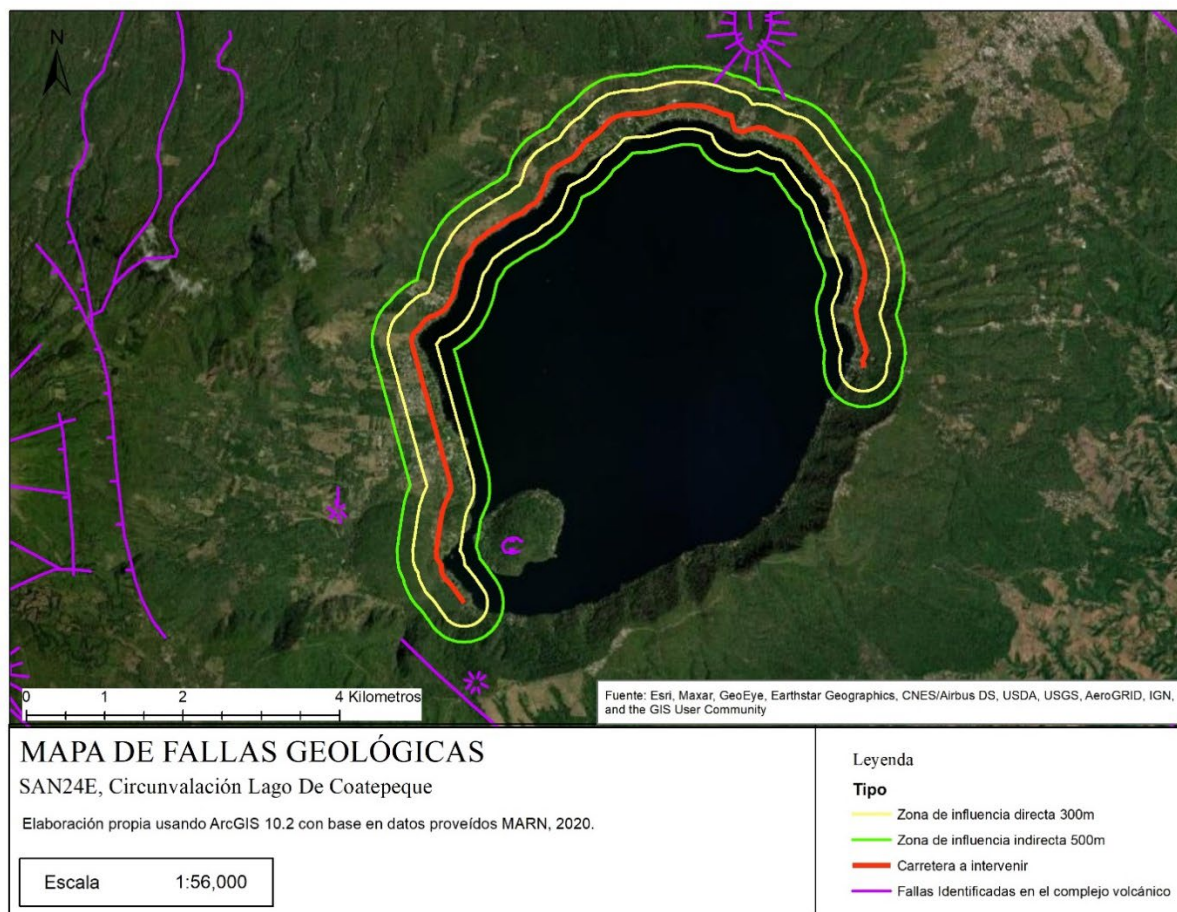 N
0 1 2 4 Kilometros
Fuente: Esri, Maxar, GeoEye, Earthstar Geographics, CNES/Airbus DS, USDA, USGS, AeroGRID, IGN,
and the GIS User Community
MAPA DE FALLAS GEOLÓGICAS
SAN24E, Circunvalación Lago De Coatepeque
Elaboración propia usando ArcGIS 10.2 con base en datos proveídos MARN, 2020.
Escala 1:56,000
Leyenda
Tipo
Zona de influencia directa 300m
Zona de influencia indirecta 500m
Carretera a intervenir
Fallas Identificadas en el complejo volcánico